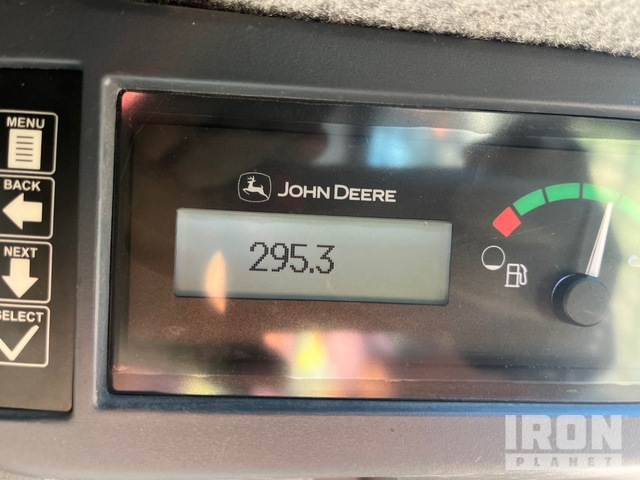 MENU
BACK
NEXT
SELECT
JOHN DEERE
295.3
IRON
PLANET